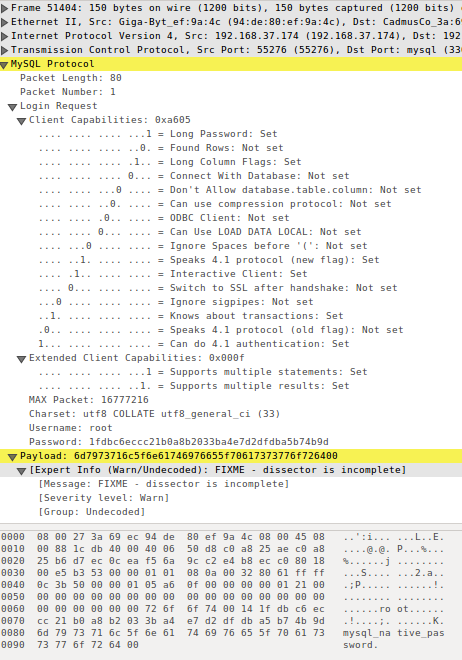 Frame 51404: 150 bytes on wire (1200 bits), 150 bytes captured (1200 bits)
Ethernet II, Src: Giga-Byt_ef:9a:4c (94:de:80:ef:9a:4c), Dst: CadmusCo_3a:6
Internet Protocol Version 4, Src: 192.168.37.174 (192.168.37.174), Dst: 192
Transmission Control Protocol, Src Port: 55276 (55276), Dst Port: mysql (33
MySQL Protocol
Packet Length: 80
Packet Number: 1
Login Request
Client Capabilities: 0xa605
.... .... .... ...1 = Long Password: Set
.... .... .... ..0. = Found Rows: Not set
.... .... .... .1.. = Long Column Flags: Set
.... .... .... 0... = Connect With Database: Not set
.... .... ...0 .... = Don't Allow database.table.column: Not set
.... .... ..0. .... = Can use compression protocol: Not set
.... .... .0.. .... = ODBC Client: Not set
.... .... 0... .... = Can Use LOAD DATA LOCAL: Not set
.... ...0 .... .... = Ignore Spaces before '(': Not set
.... ..1. .... .... = Speaks 4.1 protocol (new flag): Set
.... .1.. .... .... = Interactive Client: Set
.... 0... .... .... = Switch to SSL after handshake: Not set
...0 .... .... .... = Ignore sigpipes: Not set
..1. .... .... .... = Knows about transactions: Set
.0.. .... .... .... = Speaks 4.1 protocol (old flag): Not set
1... .... .... .... = Can do 4.1 authentication: Set
Extended Client Capabilities: 0x000f
.... .... .... ...1 = Supports multiple statements: Set
.... .... .... ..1. = Supports multiple results: Set
MAX Packet: 16777216
Charset: utf8 COLLATE utf8_general_ci (33)
Username: root
Password: 1fdbc6eccc21b0a8b2033ba4e7d2dfdba5b74b9d
Payload: 6d7973716c5f6e61746976655f70617373776f726400
[Expert Info (Warn/Undecoded): FIXME - dissector is incomplete]
[Message: FIXME - dissector is incomplete]
[Severity level: Warn]
[Group: Undecoded]
0000 08 00 27 3a 69 ec 94 de 80 ef 9a 4c 08 00 45 08 ..':i... ...L..E.
0010 00 88 1c db 40 00 40 06 50 d8 c0 a8 25 ae c0 a8 ....@.@. P...%...
0020 25 b6 d7 ec 0c ea f5 6a 9c c2 e4 b8 ec c0 80 18 %......j ........
0030 00 e5 b3 53 00 00 01 01 08 0a 00 32 80 61 ff ff ...S.... ...2.a..
0040 0c 3b 50 00 00 01 05 a6 0f 00 00 00 00 01 21 00 .;P..... ......!.
0050 00 00 00 00 00 00 00 00 00 00 00 00 00 00 00 00 ........ ........
0060 00 00 00 00 00 00 72 6f 6f 74 00 14 1f db c6 ec ......ro ot......
0070 cc 21 b0 a8 b2 03 3b a4 e7 d2 df db a5 b7 4b 9d .!....;. ......K.
0080 6d 79 73 71 6c 5f 6e 61 74 69 76 65 5f 70 61 73 mysql_na tive_pas
0090 73 77 6f 72 64 00 sword.